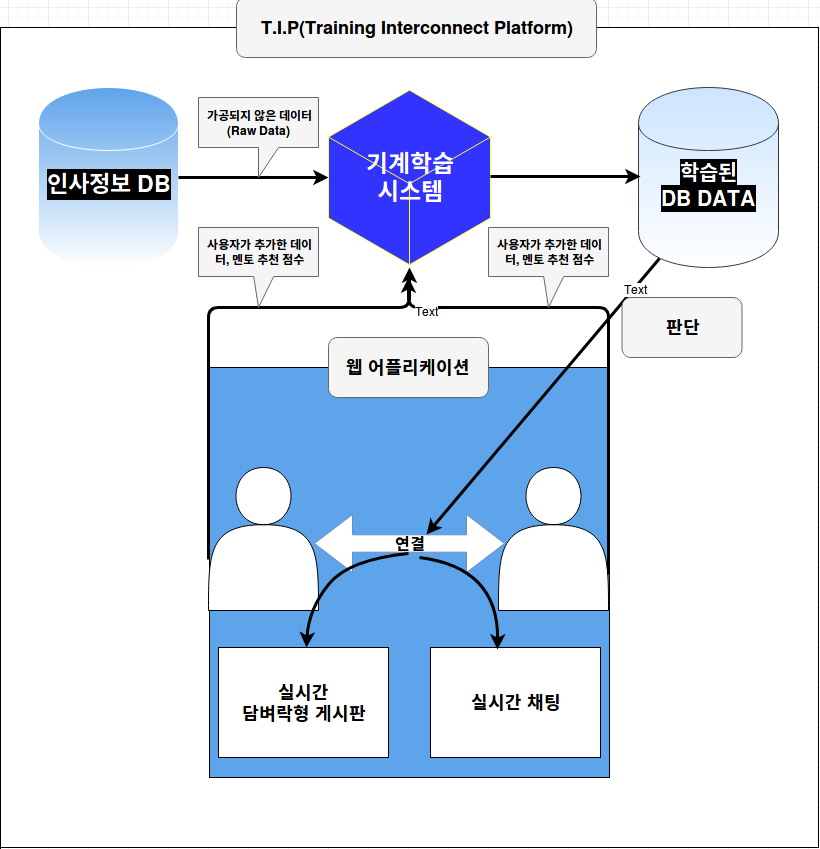 T.I.P(Training Interconnect Platform)
가공되지 않은 데이터
(Raw Data)
인사정보 DB
기계학습
시스템
학습된
DB DATA
사용자가 추가한 데이
터, 멘토 추천 점수
사용자가 추가한 데이
터, 멘토 추천 점수
Text
Text
판단
웹 어플리케이션
연결
실시간
담벼락형 게시판
실시간 채팅